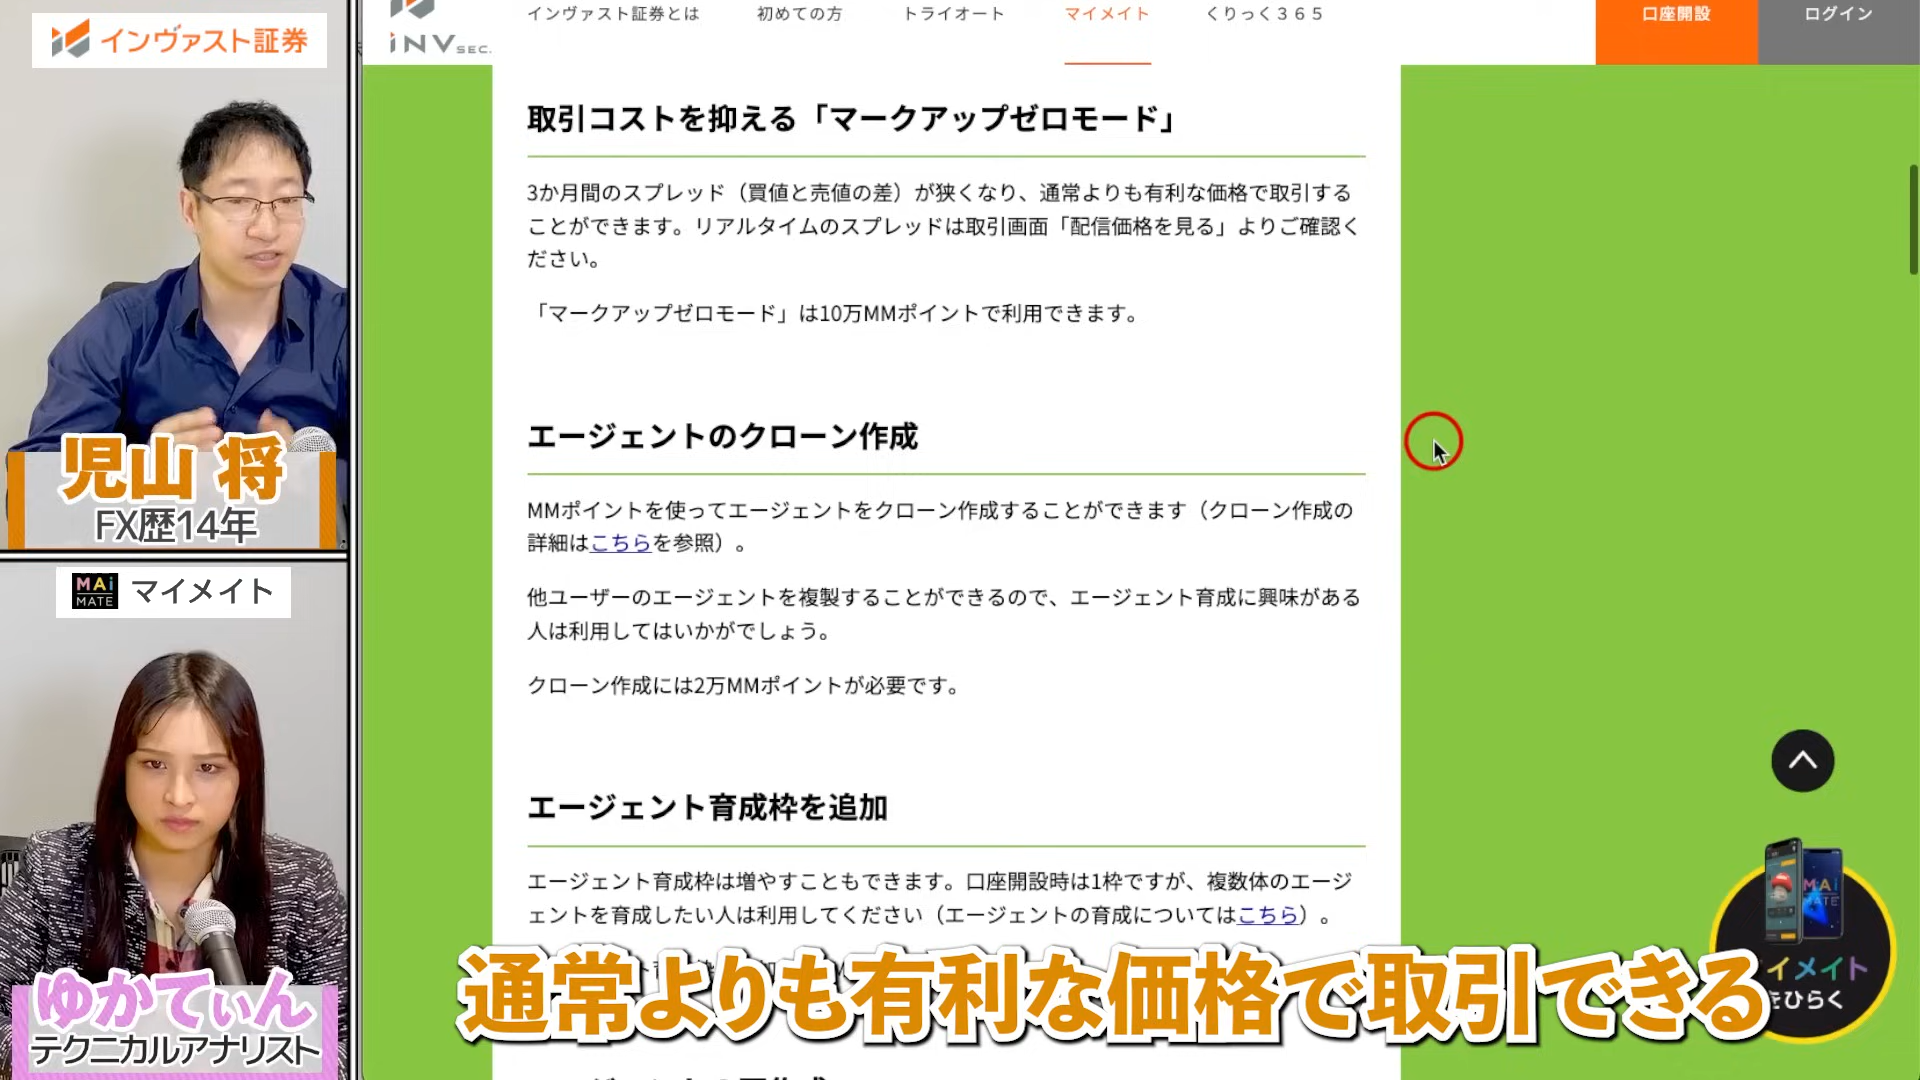 インヴァスト証券
児山 将
FX歴14年
MAi MATE マイメイト
ゆかてぃん
テクニカルアナリスト
iNV SEC.
インヴァスト証券とは 初めての方 トライオート マイメイト くりっく365 口座開設 ログイン
取引コストを抑える「マークアップゼロモード」
3か月間のスプレッド（買値と売値の差）が狭くなり、通常よりも有利な価格で取引する
ことができます。リアルタイムのスプレッドは取引画面「配信価格を見る」よりご確認く
ださい。
「マークアップゼロモード」は10万MMポイントで利用できます。
エージェントのクローン作成
MMポイントを使ってエージェントをクローン作成することができます（クローン作成の
詳細はこちらを参照）。
他ユーザーのエージェントを複製することができるので、エージェント育成に興味がある
人は利用してはいかがでしょう。
クローン作成には2万MMポイントが必要です。
エージェント育成枠を追加
エージェント育成枠は増やすこともできます。口座開設時は1枠ですが、複数体のエージ
ェントを育成したい人は利用してください（エージェントの育成についてはこちら）。
通常よりも有利な価格で取引できる
MAi
MATE
イメイト
をひらく